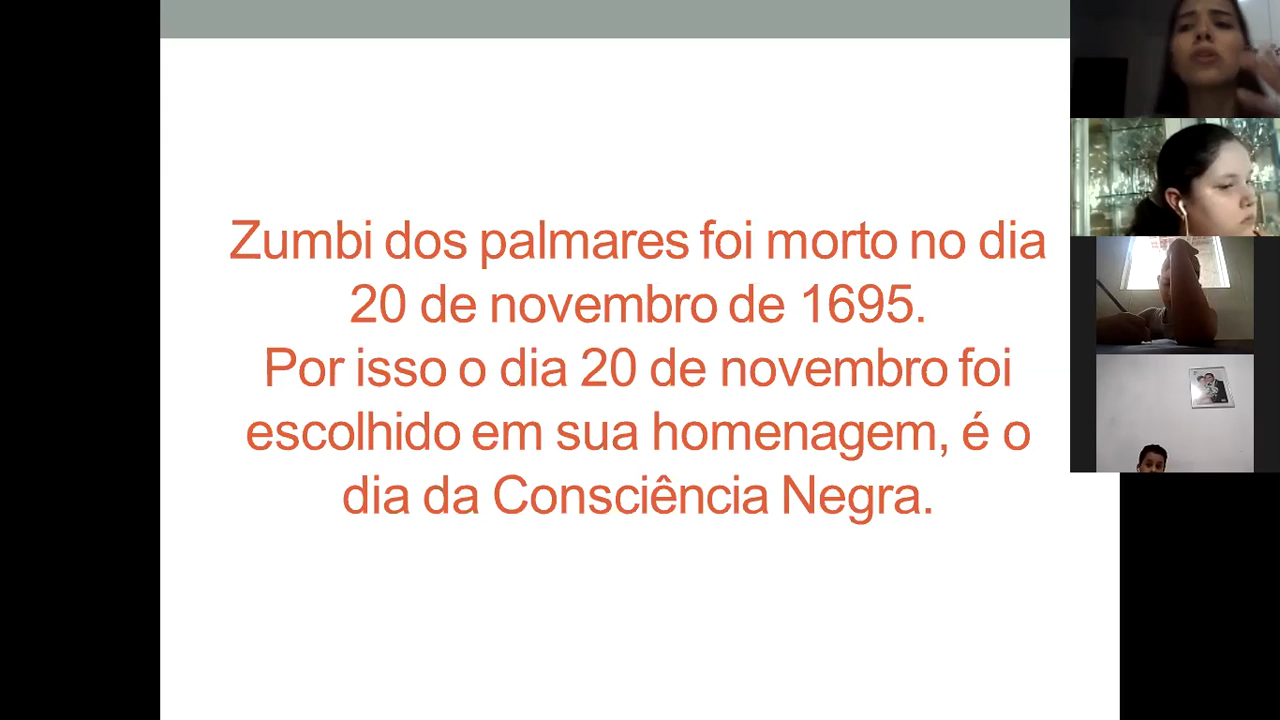 Zumbi dos palmares foi morto no dia
20 de novembro de 1695.
Por isso o dia 20 de novembro foi
escolhido em sua homenagem, é o
dia da Consciência Negra.